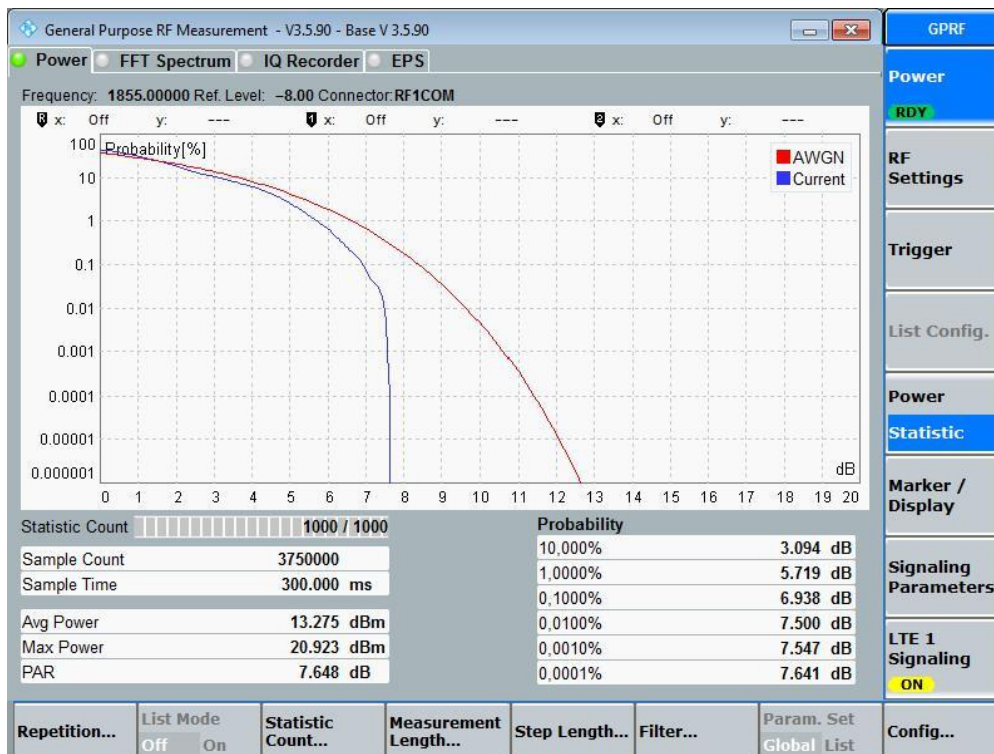 General Purpose RF Measurement - V3.5.90 - Base V 3.5.90
GPRF
Power FFT Spectrum IQ Recorder EPS
Power
RDY
Frequency: 1855.00000 Ref. Level: -8.00 Connector:RF1COM
R x: Off y: --- 1 x: Off y: --- 2 x: Off y: ---
Probability[%]
AWGN
Current
100
10
1
0.1
0.01
0.001
0.0001
0.00001
0.000001
dB
0 1 2 3 4 5 6 7 8 9 10 11 12 13 14 15 16 17 18 19 20
RF
Settings
Trigger
List Config.
Power
Statistic
Marker /
Display
Signaling
Parameters
LTE 1
Signaling
ON
Statistic Count 1000 / 1000
Sample Count 3750000
Sample Time 300.000 ms
Avg Power 13.275 dBm
Max Power 20.923 dBm
PAR 7.648 dB
Probability
10,000% 3.094 dB
1,0000% 5.719 dB
0,1000% 6.938 dB
0,0100% 7.500 dB
0,0010% 7.547 dB
0,0001% 7.641 dB
Repetition...
List Mode
Off On
Statistic
Count...
Measurement
Length...
Step Length...
Filter...
Param. Set
Global List
Config...